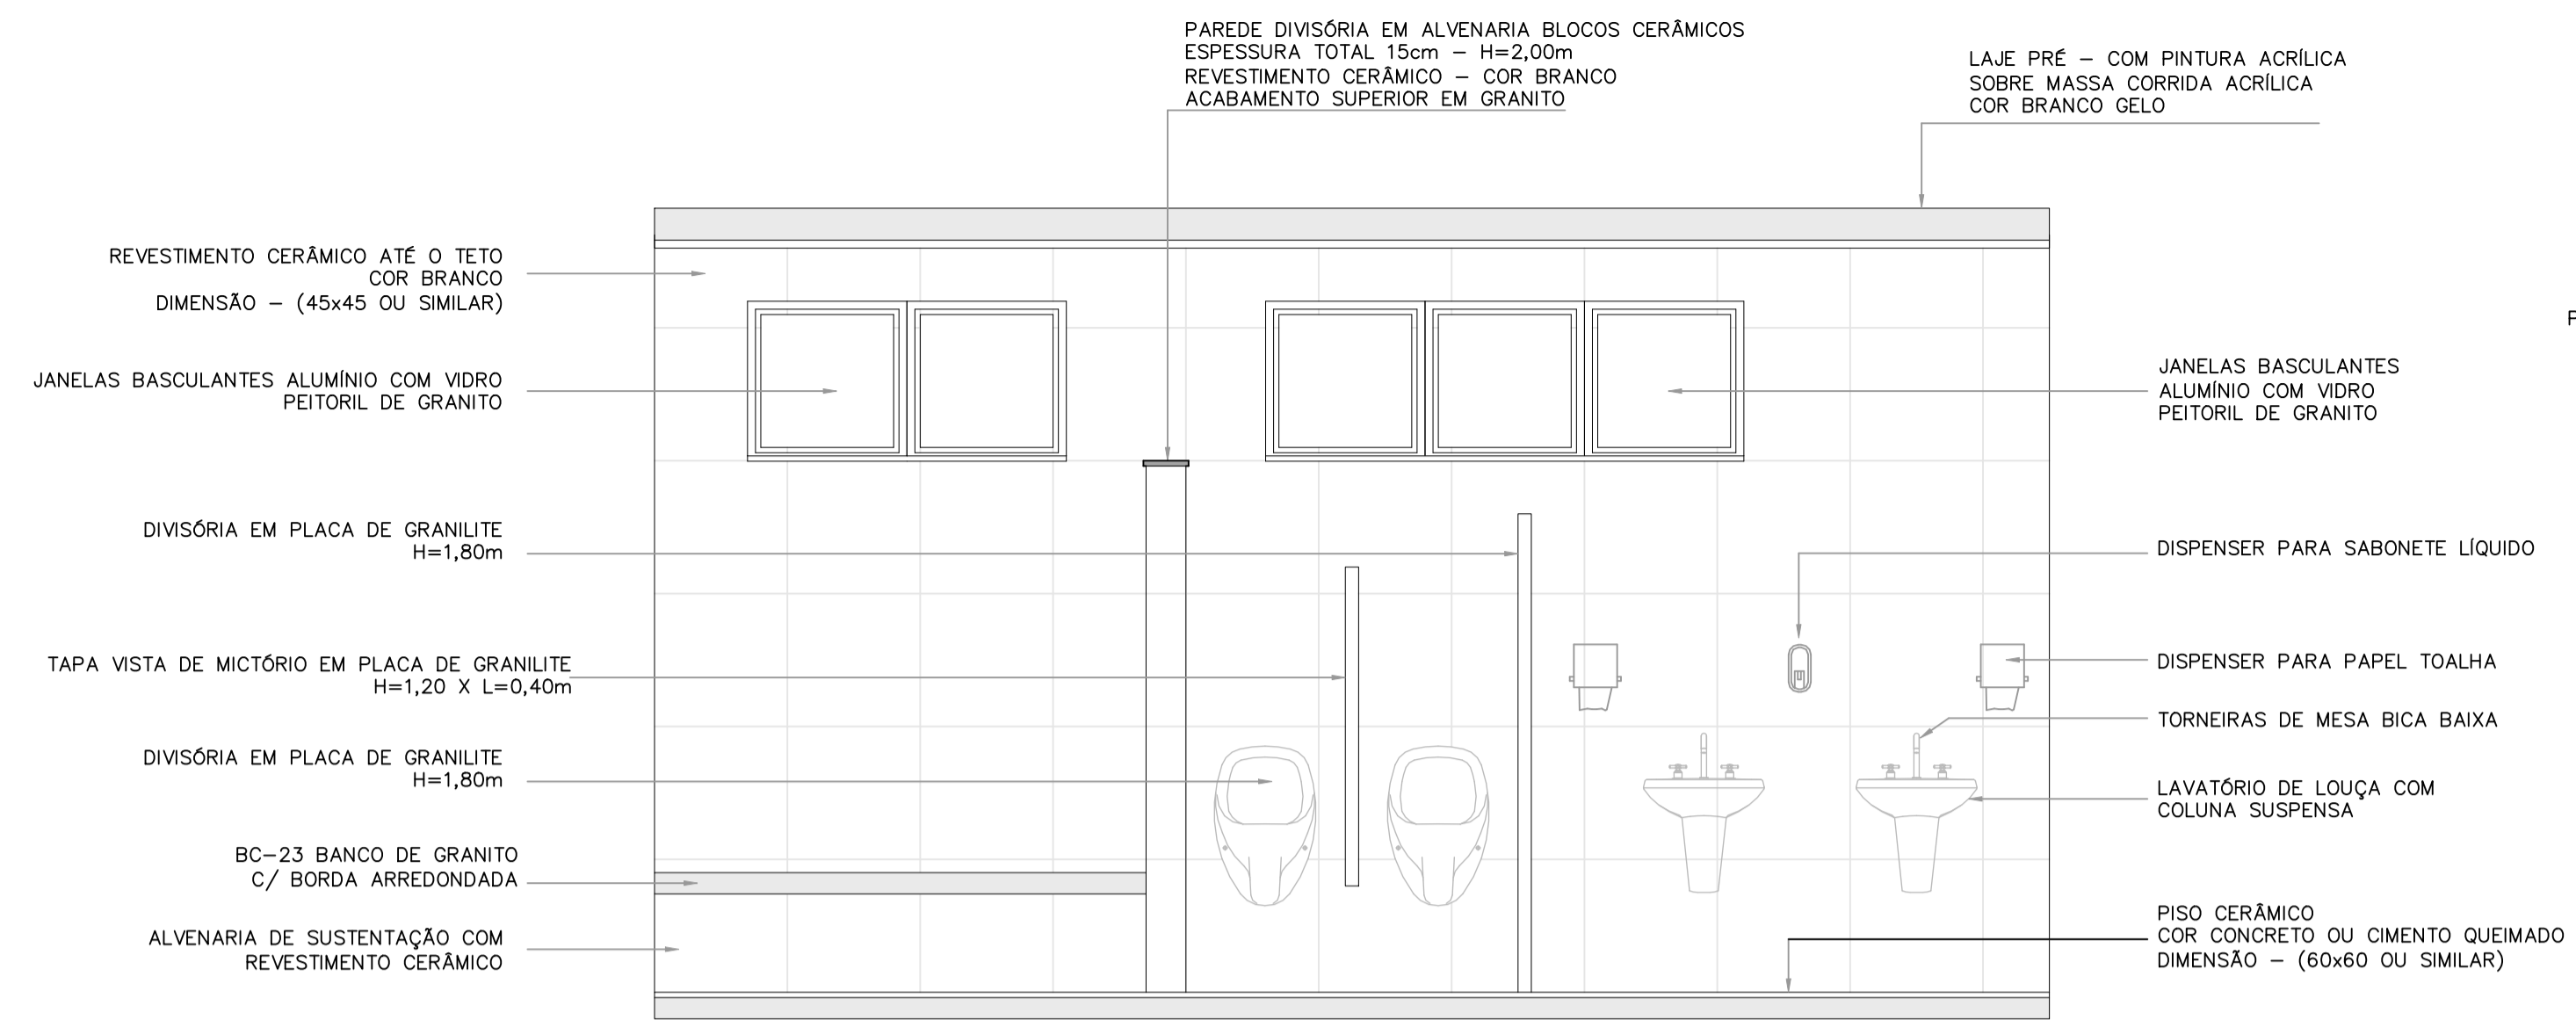 PAREDE DIVISÓRIA EM ALVENARIA BLOCOS CERÂMICOS
ESPESSURA TOTAL 15cm – H=2,00m
REVESTIMENTO CERÂMICO – COR BRANCO
ACABAMENTO SUPERIOR EM GRANITO
LAJE PRÉ – COM PINTURA ACRÍLICA
SOBRE MASSA CORRIDA ACRÍLICA
COR BRANCO GELO
REVESTIMENTO CERÂMICO ATÉ O TETO
COR BRANCO
DIMENSÃO – (45x45 OU SIMILAR)
JANELAS BASCULANTES ALUMÍNIO COM VIDRO
PEITORIL DE GRANITO
DIVISÓRIA EM PLACA DE GRANILITE
H=1,80m
TAPA VISTA DE MICTÓRIO EM PLACA DE GRANILITE
H=1,20 X L=0,40m
DIVISÓRIA EM PLACA DE GRANILITE
H=1,80m
BC–23 BANCO DE GRANITO
C/ BORDA ARREDONDADA
ALVENARIA DE SUSTENTAÇÃO COM
REVESTIMENTO CERÂMICO
JANELAS BASCULANTES
ALUMÍNIO COM VIDRO
PEITORIL DE GRANITO
DISPENSER PARA SABONETE LÍQUIDO
DISPENSER PARA PAPEL TOALHA
TORNEIRAS DE MESA BICA BAIXA
LAVATÓRIO DE LOUÇA COM
COLUNA SUSPENSA
PISO CERÂMICO
COR CONCRETO OU CIMENTO QUEIMADO
DIMENSÃO – (60x60 OU SIMILAR)